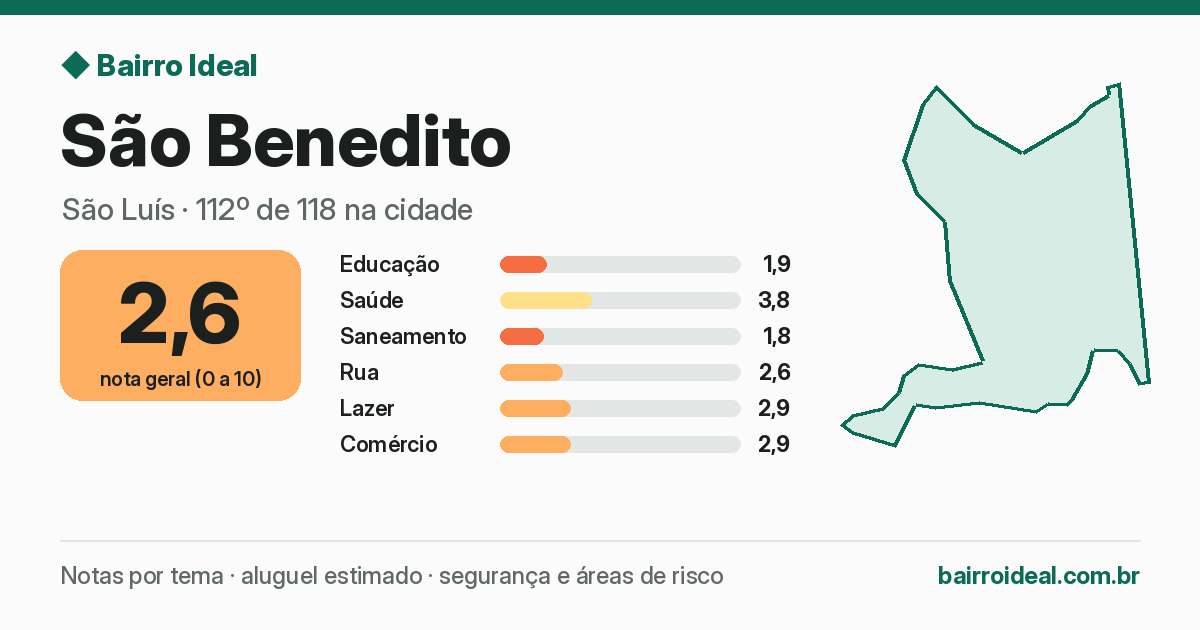 Bairro Ideal
São Benedito
São Luís · 112º de 118 na cidade
2,6
nota geral (0 a 10)
Educação 1,9
Saúde 3,8
Saneamento 1,8
Rua 2,6
Lazer 2,9
Comércio 2,9
Notas por tema · aluguel estimado · segurança e áreas de risco
bairroideal.com.br